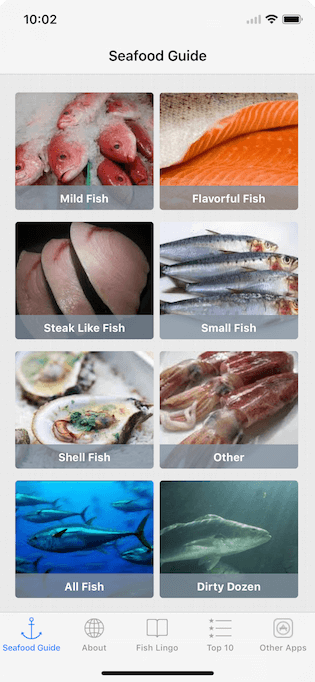 10:02
Seafood Guide
Mild Fish
Flavorful Fish
Steak Like Fish
Small Fish
Shell Fish
Other
All Fish
Dirty Dozen
Seafood Guide
About
Fish Lingo
Top 10
Other Apps